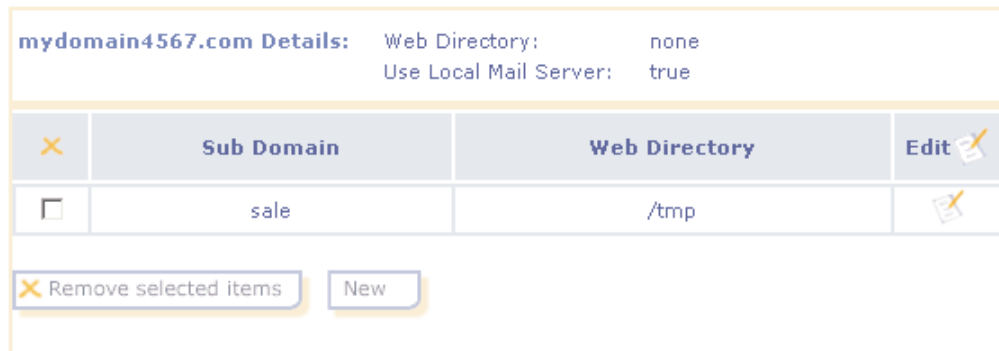 mydomain4567.com Details: Web Directory: none
Use Local Mail Server: true
Sub Domain Web Directory Edit
sale /tmp
Remove selected items New